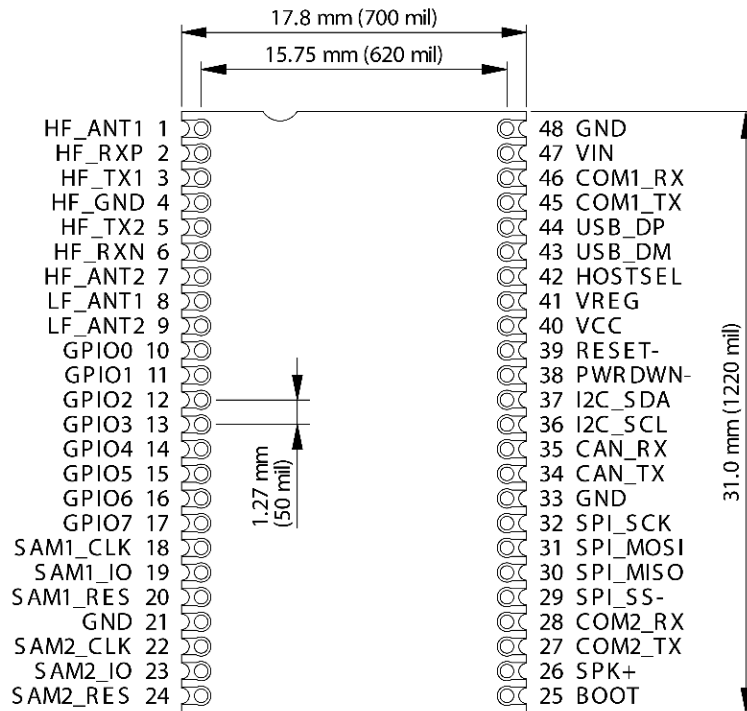 17.8 mm (700 mil)
15.75 mm (620 mil)
HF_ANT1 1
HF_RXP 2
HF_TX1 3
HF_GND 4
HF_TX2 5
HF_RXN 6
HF_ANT2 7
LF_ANT1 8
LF_ANT2 9
GPIO0 10
GPIO1 11
GPIO2 12
GPIO3 13
GPIO4 14
GPIO5 15
GPIO6 16
GPIO7 17
SAM1_CLK 18
SAM1_IO 19
SAM1_RES 20
GND 21
SAM2_CLK 22
SAM2_IO 23
SAM2_RES 24
1.27 mm
(50 mil)
48 GND
47 VIN
46 COM1_RX
45 COM1_TX
44 USB_DP
43 USB_DM
42 HOSTSEL
41 VREG
40 VCC
39 RESET-
38 PWRDWN-
37 I2C_SDA
36 I2C_SCL
35 CAN_RX
34 CAN_TX
33 GND
32 SPI_SCK
31 SPI_MOSI
30 SPI_MISO
29 SPI_SS-
28 COM2_RX
27 COM2_TX
26 SPK+
25 BOOT
31.0 mm (1220 mil)